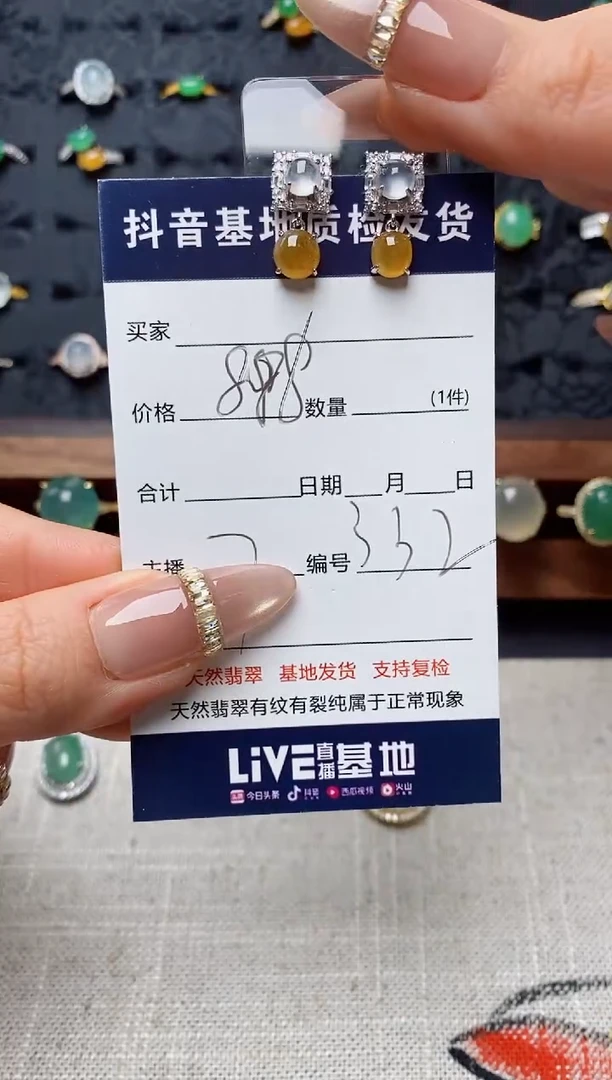 抖音基地质检发货
买家
价格 数量 (1件)
合计 日期 月 日
主播 编号 332
天然翡翠 基地发货 支持复检
天然翡翠有纹有裂纯属于正常现象
LiVE直播基地
今日头条 抖音 西瓜视频 火山